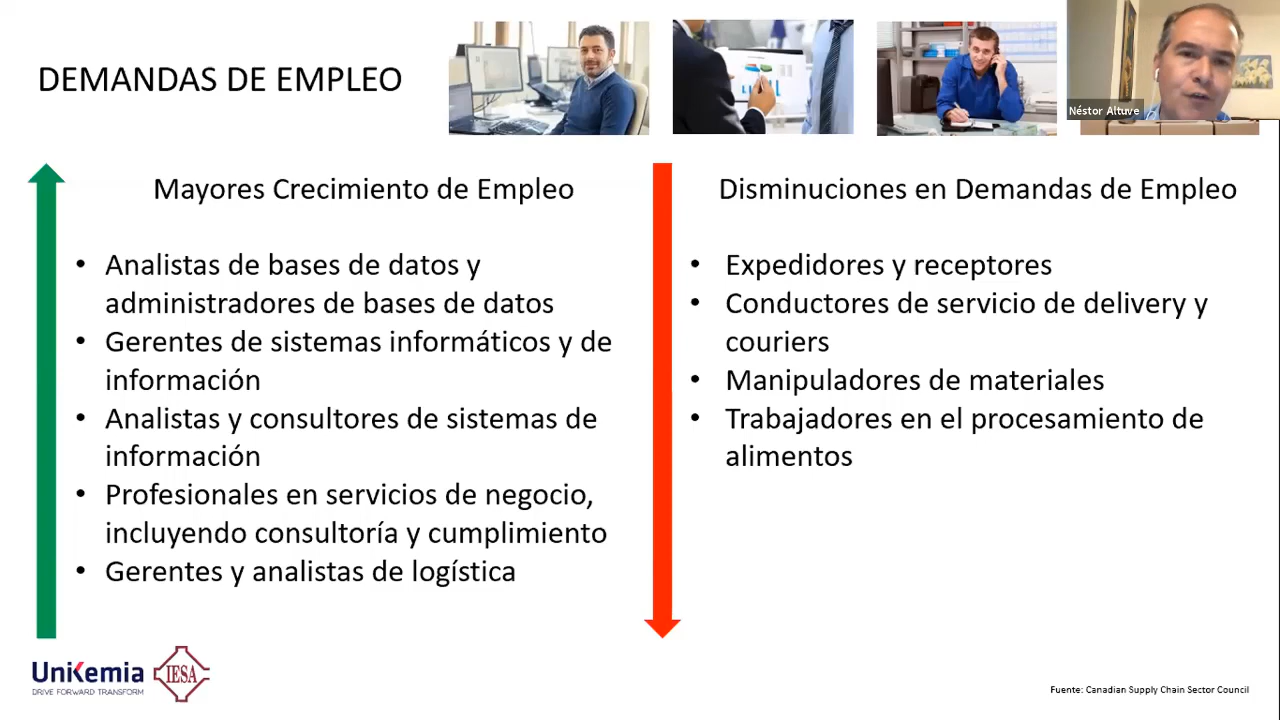 DEMANDAS DE EMPLEO
Néstor Altuve
Mayores Crecimiento de Empleo
• Analistas de bases de datos y
administradores de bases de datos
• Gerentes de sistemas informáticos y de
información
• Analistas y consultores de sistemas de
información
• Profesionales en servicios de negocio,
incluyendo consultoría y cumplimiento
• Gerentes y analistas de logística
Disminuciones en Demandas de Empleo
• Expedidores y receptores
• Conductores de servicio de delivery y
couriers
• Manipuladores de materiales
• Trabajadores en el procesamiento de
alimentos
UniKemia
DRIVE FORWARD TRANSFORM
IESA
Fuente: Canadian Supply Chain Sector Council